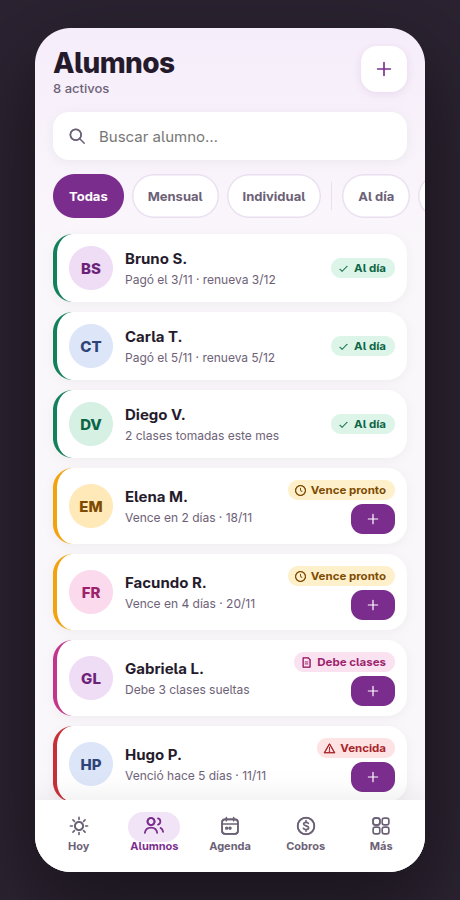 Alumnos
8 activos
Buscar alumno...
Todas
Mensual
Individual
Al día
BS
Bruno S.
Pagó el 3/11 · renueva 3/12
Al día
CT
Carla T.
Pagó el 5/11 · renueva 5/12
Al día
DV
Diego V.
2 clases tomadas este mes
Al día
EM
Elena M.
Vence en 2 días · 18/11
Vence pronto
FR
Facundo R.
Vence en 4 días · 20/11
Vence pronto
GL
Gabriela L.
Debe 3 clases sueltas
Debe clases
HP
Hugo P.
Venció hace 5 días · 11/11
Vencida
Hoy
Alumnos
Agenda
Cobros
Más